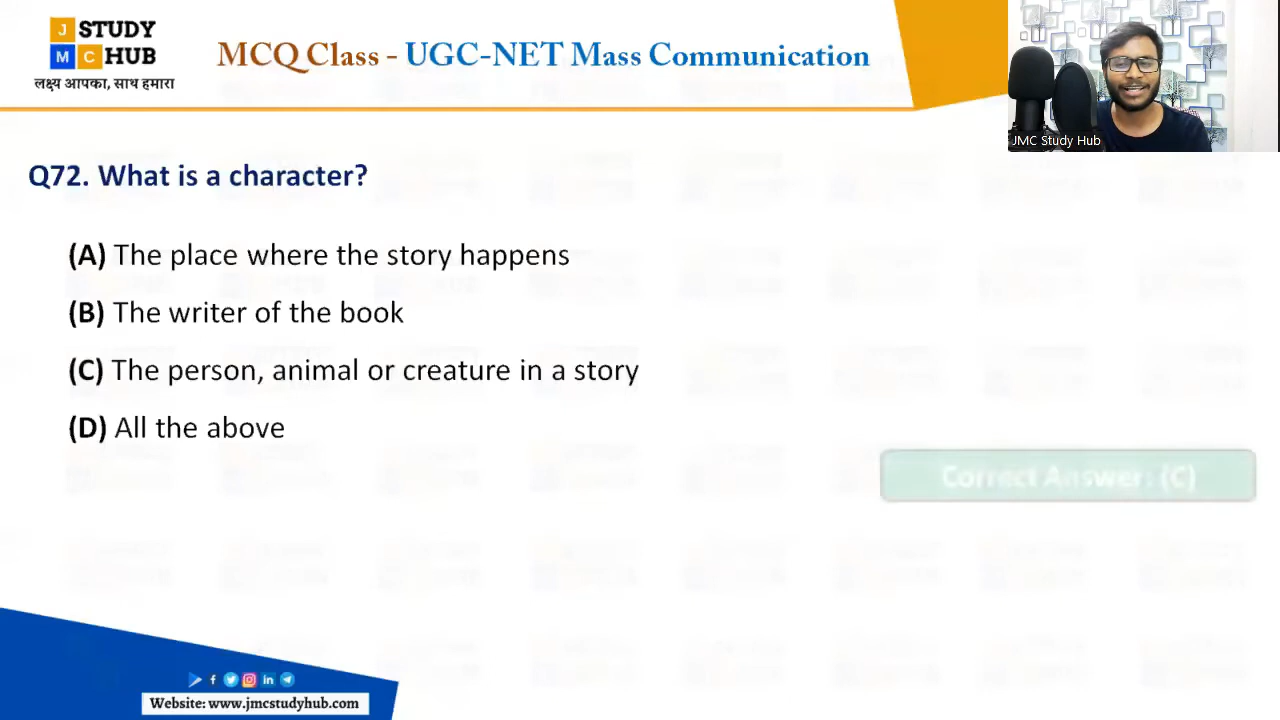 J STUDY
M C HUB
लक्ष्य आपका, साथ हमारा
MCQ Class - UGC-NET Mass Communication
JMC Study Hub
Q72. What is a character?
(A) The place where the story happens
(B) The writer of the book
(C) The person, animal or creature in a story
(D) All the above
Correct Answer: (C)
Website: www.jmcstudyhub.com